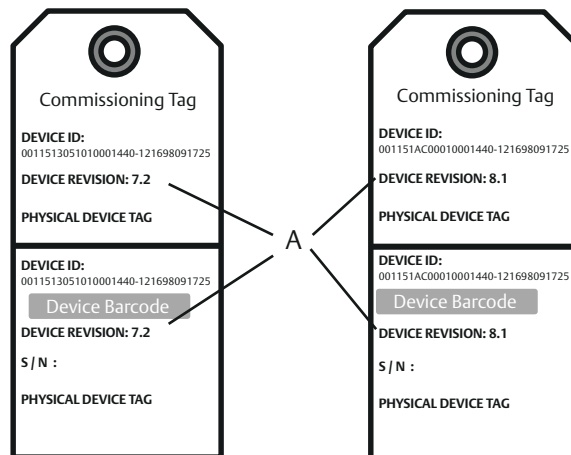 Commissioning Tag
DEVICE ID:
0011513051010001440-121698091725
DEVICE REVISION: 7.2
PHYSICAL DEVICE TAG
DEVICE ID:
0011513051010001440-121698091725
Device Barcode
DEVICE REVISION: 7.2
S / N :
PHYSICAL DEVICE TAG
A
Commissioning Tag
DEVICE ID:
001151AC00010001440-121698091725
DEVICE REVISION: 8.1
PHYSICAL DEVICE TAG
DEVICE ID:
001151AC00010001440-121698091725
Device Barcode
DEVICE REVISION: 8.1
S / N :
PHYSICAL DEVICE TAG